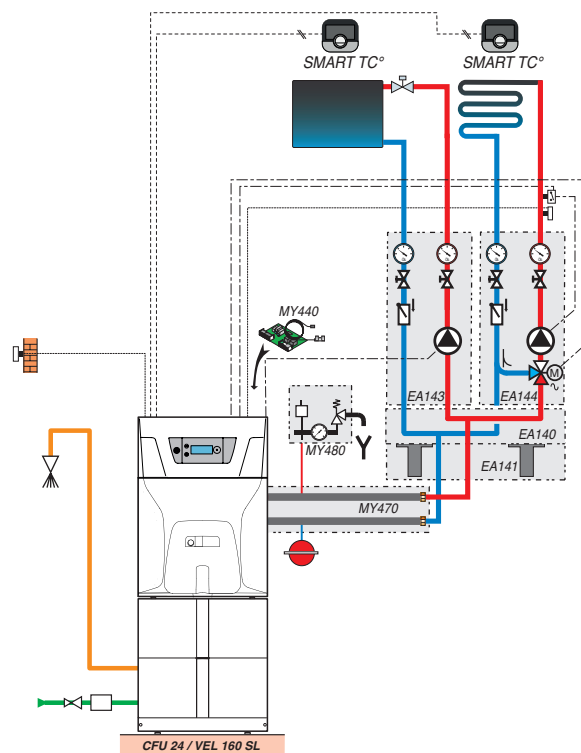 SMART TC° SMART TC°
MY440
EA143 EA144
MY480
EA140
EA141
MY470
M
CFU 24 / VEL 160 SL